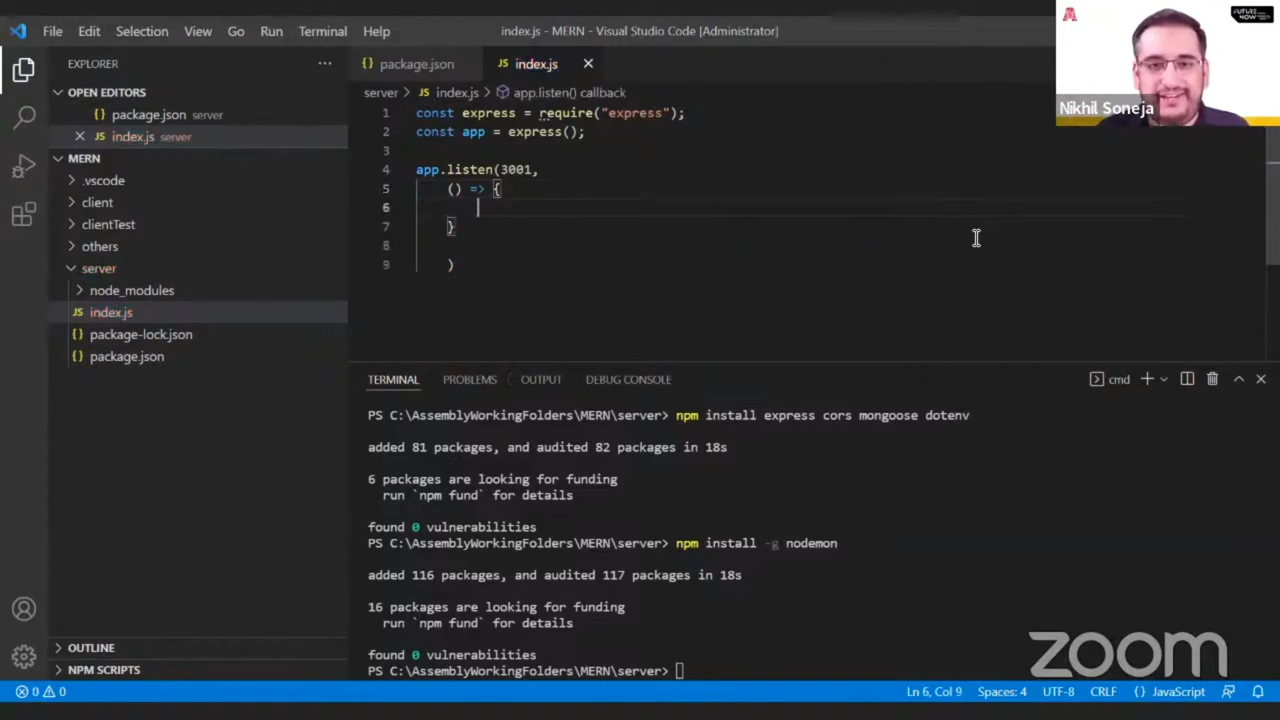 File Edit Selection View Go Run Terminal Help
index.js - MERN - Visual Studio Code [Administrator]
FUTURE NOW
Nikhil Soneja
EXPLORER ...
OPEN EDITORS
{} package.json server
× JS index.js server
MERN
.vscode
client
clientTest
others
server
node_modules
JS index.js
{} package-lock.json
{} package.json
OUTLINE
NPM SCRIPTS
{} package.json
JS index.js ×
server > JS index.js > app.listen() callback
1 const express = require("express");
2 const app = express();
3
4 app.listen(3001,
5 () => {
6
7 }
8
9 )
TERMINAL PROBLEMS OUTPUT DEBUG CONSOLE
cmd
PS C:\AssemblyWorkingFolders\MERN\server> npm install express cors mongoose dotenv
added 81 packages, and audited 82 packages in 18s
6 packages are looking for funding
run `npm fund` for details
found 0 vulnerabilities
PS C:\AssemblyWorkingFolders\MERN\server> npm install -g nodemon
added 116 packages, and audited 117 packages in 18s
16 packages are looking for funding
run `npm fund` for details
found 0 vulnerabilities
PS C:\AssemblyWorkingFolders\MERN\server>
zoom
0 0
Ln 6, Col 9 Spaces: 4 UTF-8 CRLF {} JavaScript